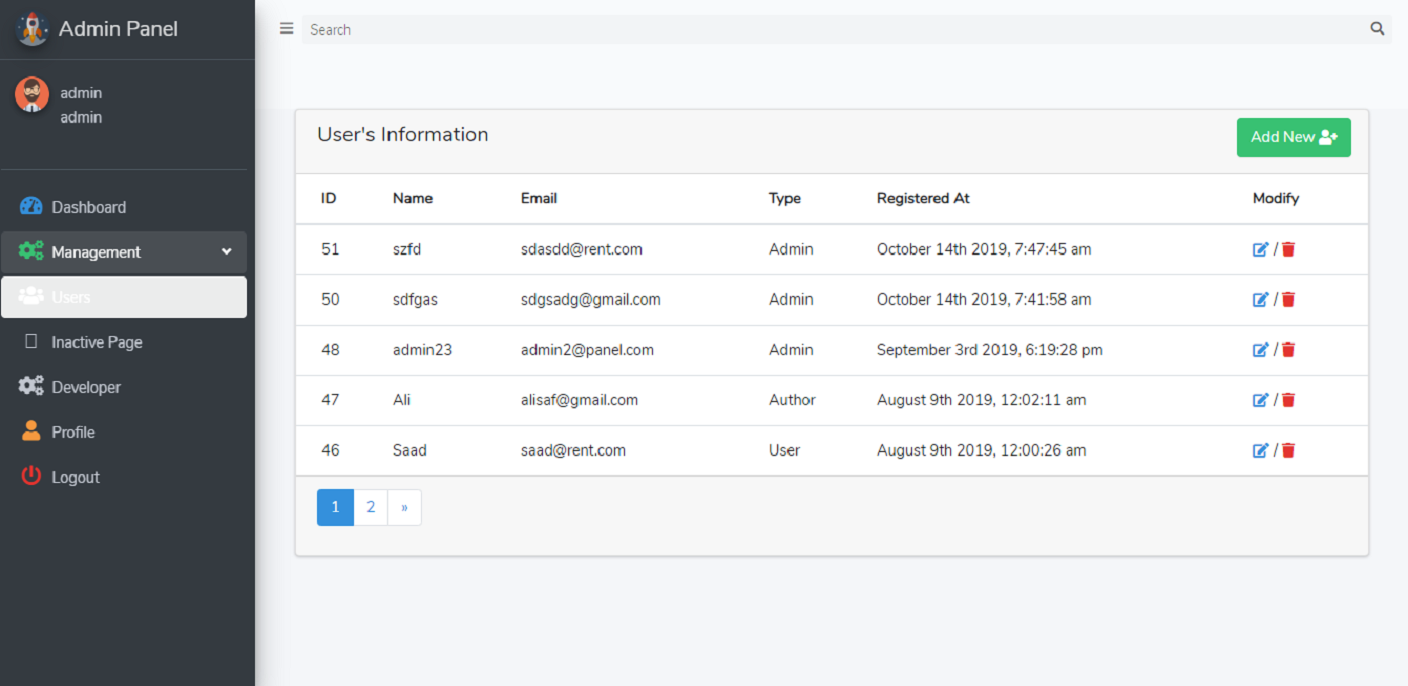 Admin Panel
Search
admin
admin
User's Information
Add New
Dashboard
Management
Users
Inactive Page
Developer
Profile
Logout
ID Name Email Type Registered At Modify
51 szfd sdasdd@rent.com Admin October 14th 2019, 7:47:45 am /
50 sdfgas sdgsadg@gmail.com Admin October 14th 2019, 7:41:58 am /
48 admin23 admin2@panel.com Admin September 3rd 2019, 6:19:28 pm /
47 Ali alisaf@gmail.com Author August 9th 2019, 12:02:11 am /
46 Saad saad@rent.com User August 9th 2019, 12:00:26 am /
1 2 »